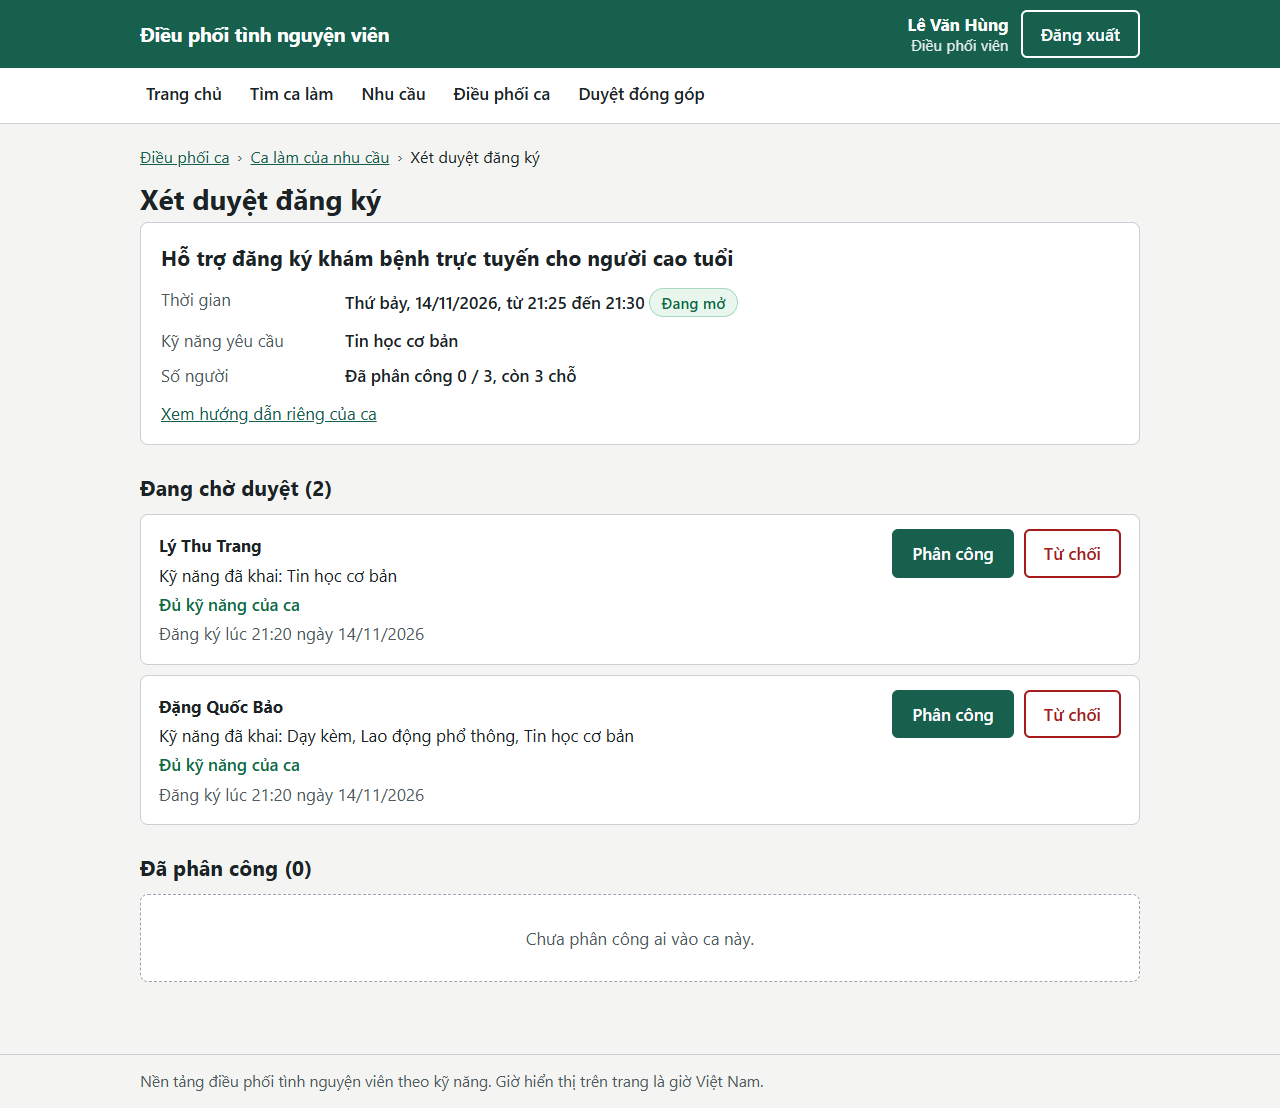 Điều phối tình nguyện viên
Lê Văn Hùng
Điều phối viên
Đăng xuất
Trang chủ
Tìm ca làm
Nhu cầu
Điều phối ca
Duyệt đóng góp
Điều phối ca › Ca làm của nhu cầu › Xét duyệt đăng ký
Xét duyệt đăng ký
Hỗ trợ đăng ký khám bệnh trực tuyến cho người cao tuổi
Thời gian Thứ bảy, 14/11/2026, từ 21:25 đến 21:30 Đang mở
Kỹ năng yêu cầu Tin học cơ bản
Số người Đã phân công 0 / 3, còn 3 chỗ
Xem hướng dẫn riêng của ca
Đang chờ duyệt (2)
Lý Thu Trang
Kỹ năng đã khai: Tin học cơ bản
Đủ kỹ năng của ca
Đăng ký lúc 21:20 ngày 14/11/2026
Phân công
Từ chối
Đặng Quốc Bảo
Kỹ năng đã khai: Dạy kèm, Lao động phổ thông, Tin học cơ bản
Đủ kỹ năng của ca
Đăng ký lúc 21:20 ngày 14/11/2026
Phân công
Từ chối
Đã phân công (0)
Chưa phân công ai vào ca này.
Nền tảng điều phối tình nguyện viên theo kỹ năng. Giờ hiển thị trên trang là giờ Việt Nam.